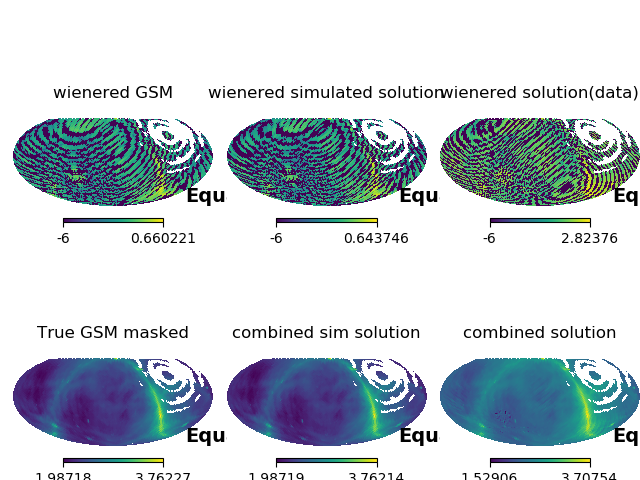 wienered GSM
wienered simulated solution
wienered solution(data)
Equ
Equ
Eq
-6 0.660221
-6 0.643746
-6 2.82376
True GSM masked
combined sim solution
combined solution
Equ
Equ
Eq
1.98718 3.76227
1.98719 3.76214
1.52906 3.70754